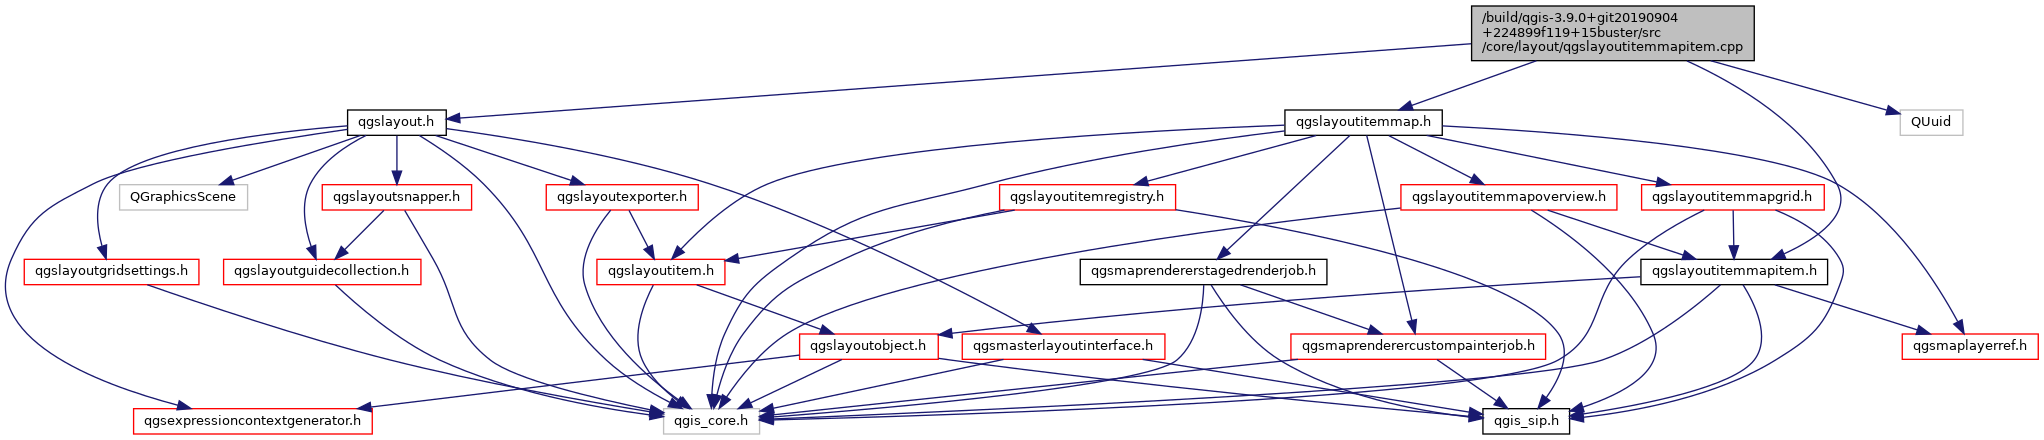 /build/qgis-3.9.0+git20190904
+224899f119+15buster/src
/core/layout/qgslayoutitemmapitem.cpp
qgslayout.h
qgslayoutitemmap.h
QUuid
QGraphicsScene
qgslayoutsnapper.h
qgslayoutexporter.h
qgslayoutitemregistry.h
qgslayoutitemmapoverview.h
qgslayoutitemmapgrid.h
qgslayoutgridsettings.h
qgslayoutguidecollection.h
qgslayoutitem.h
qgsmaprendererstagedrenderjob.h
qgslayoutitemmapitem.h
qgslayoutobject.h
qgsmasterlayoutinterface.h
qgsmaprenderercustompainterjob.h
qgsmaplayerref.h
qgsexpressioncontextgenerator.h
qgis_core.h
qgis_sip.h